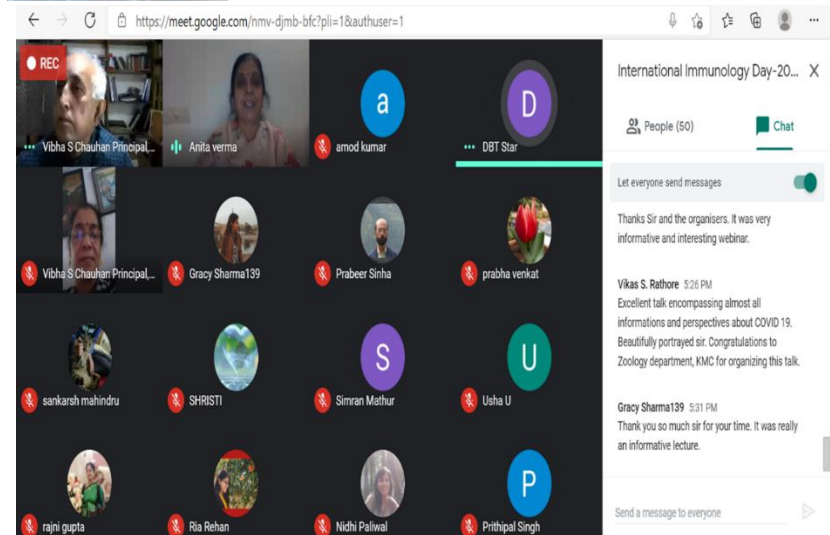 https://meet.google.com/nmv-djmb-bfc?pli=1&authuser=1
REC
Vibha S Chauhan Principal,...
Anita verma
a
amod kumar
D
DBT Star
Vibha S Chauhan Principal,...
Gracy Sharma139
Prabeer Sinha
prabha venkat
sankarsh mahindru
SHRISTI
S
Simran Mathur
U
Usha U
rajni gupta
Ria Rehan
Nidhi Paliwal
P
Prithipal Singh
International Immunology Day-20...
People (50)
Chat
Let everyone send messages
Thanks Sir and the organisers. It was very
informative and interesting webinar.
Vikas S. Rathore 5:26 PM
Excellent talk encompassing almost all
informations and perspectives about COVID 19.
Beautifully portrayed sir. Congratulations to
Zoology department, KMC for organizing this talk.
Gracy Sharma139 5:31 PM
Thank you so much sir for your time. It was really
an informative lecture.
Send a message to everyone